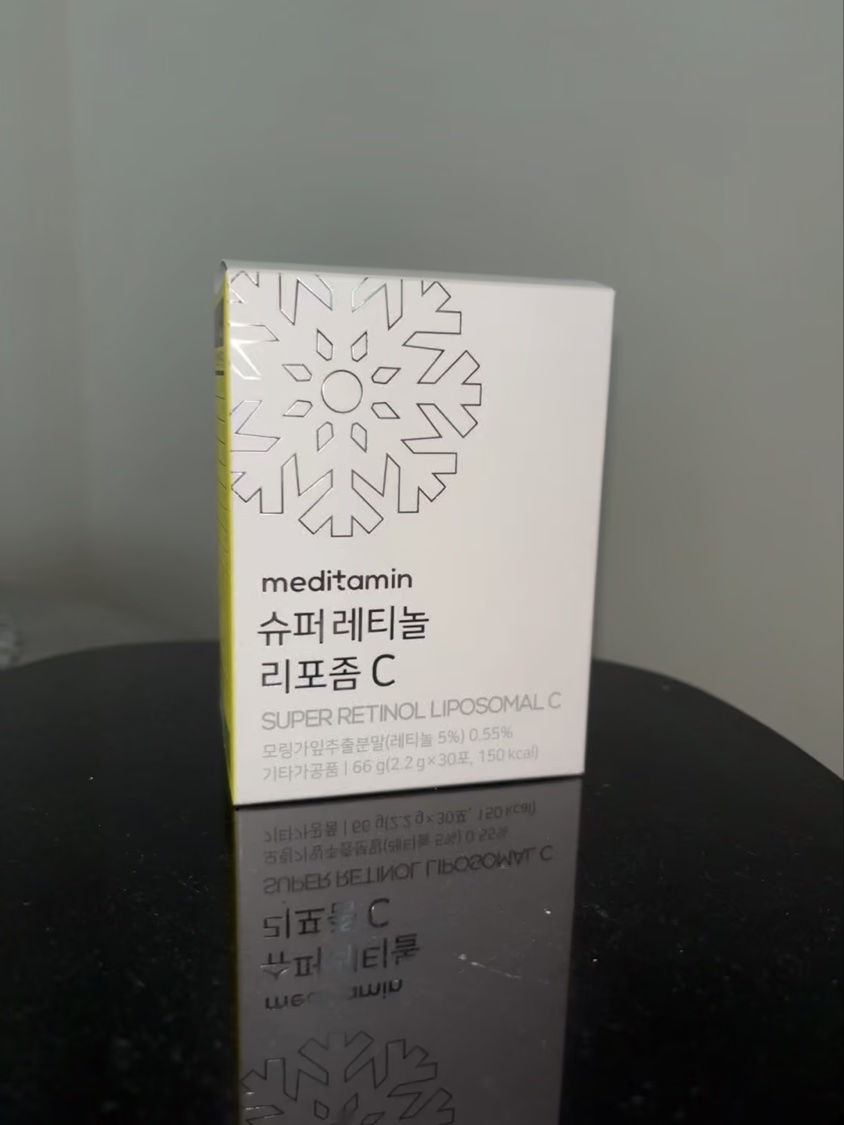 meditamin
슈퍼 레티놀
리포좀 C
SUPER RETINOL LIPOSOMAL C
모링가잎추출분말(레티놀 5%) 0.55%
기타가공품 | 66 g(2.2 g×30포, 150 kcal)